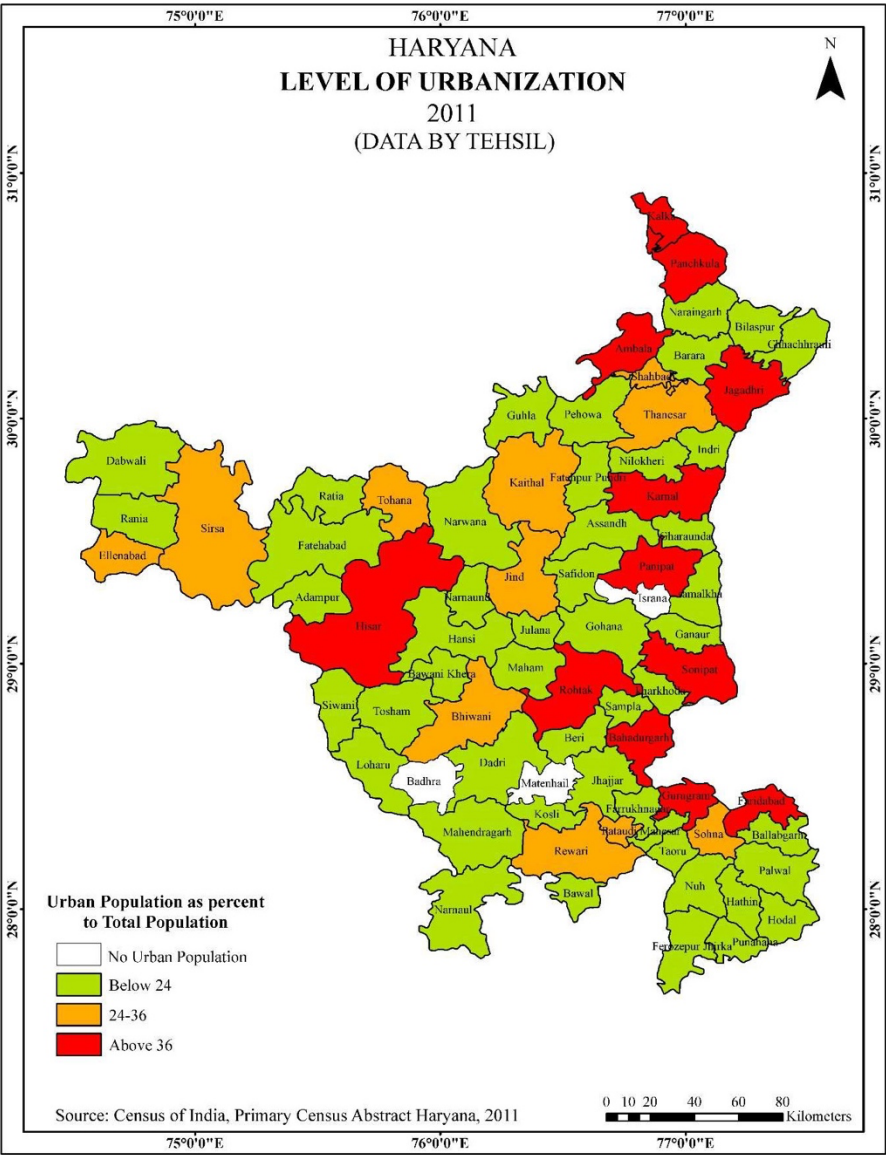 75°0'0"E 76°0'0"E 77°0'0"E
HARYANA
LEVEL OF URBANIZATION
2011
(DATA BY TEHSIL)
N
31°0'0"N 31°0'0"N
30°0'0"N 30°0'0"N
29°0'0"N 29°0'0"N
28°0'0"N 28°0'0"N
Kalka
Panchkula
Naraingarh
Bilaspur
Chhachhrauli
Ambala
Barara
Shahbad
Jagadhri
Guhla
Pehowa
Thanesar
Dabwali
Nilokheri
Indri
Kaithal
Fatehpur Pundri
Ratia
Tohana
Karnal
Rania
Sirsa
Narwana
Assandh
Gharaunda
Fatehabad
Ellenabad
Jind
Safidon
Panipat
Adampur
Narnaund
Israna
Samalkha
Hisar
Hansi
Julana
Gohana
Ganaur
Bawani Khera
Maham
Rohtak
Sonipat
Kharkhoda
Siwani
Tosham
Bhiwani
Sampla
Beri
Bahadurgarh
Loharu
Dadri
Badhra
Matenhail
Jhajjar
Gurugram
Faridabad
Kosli
Farrukhnagar
Mahendragarh
Pataudi
Manesar
Sohna
Ballabgarh
Rewari
Taoru
Palwal
Bawal
Nuh
Hathin
Narnaul
Hodal
Ferozepur Jhirka
Punahana
Urban Population as percent
to Total Population
No Urban Population
Below 24
24-36
Above 36
Source: Census of India, Primary Census Abstract Haryana, 2011
0 10 20 40 60 80
Kilometers
75°0'0"E 76°0'0"E 77°0'0"E